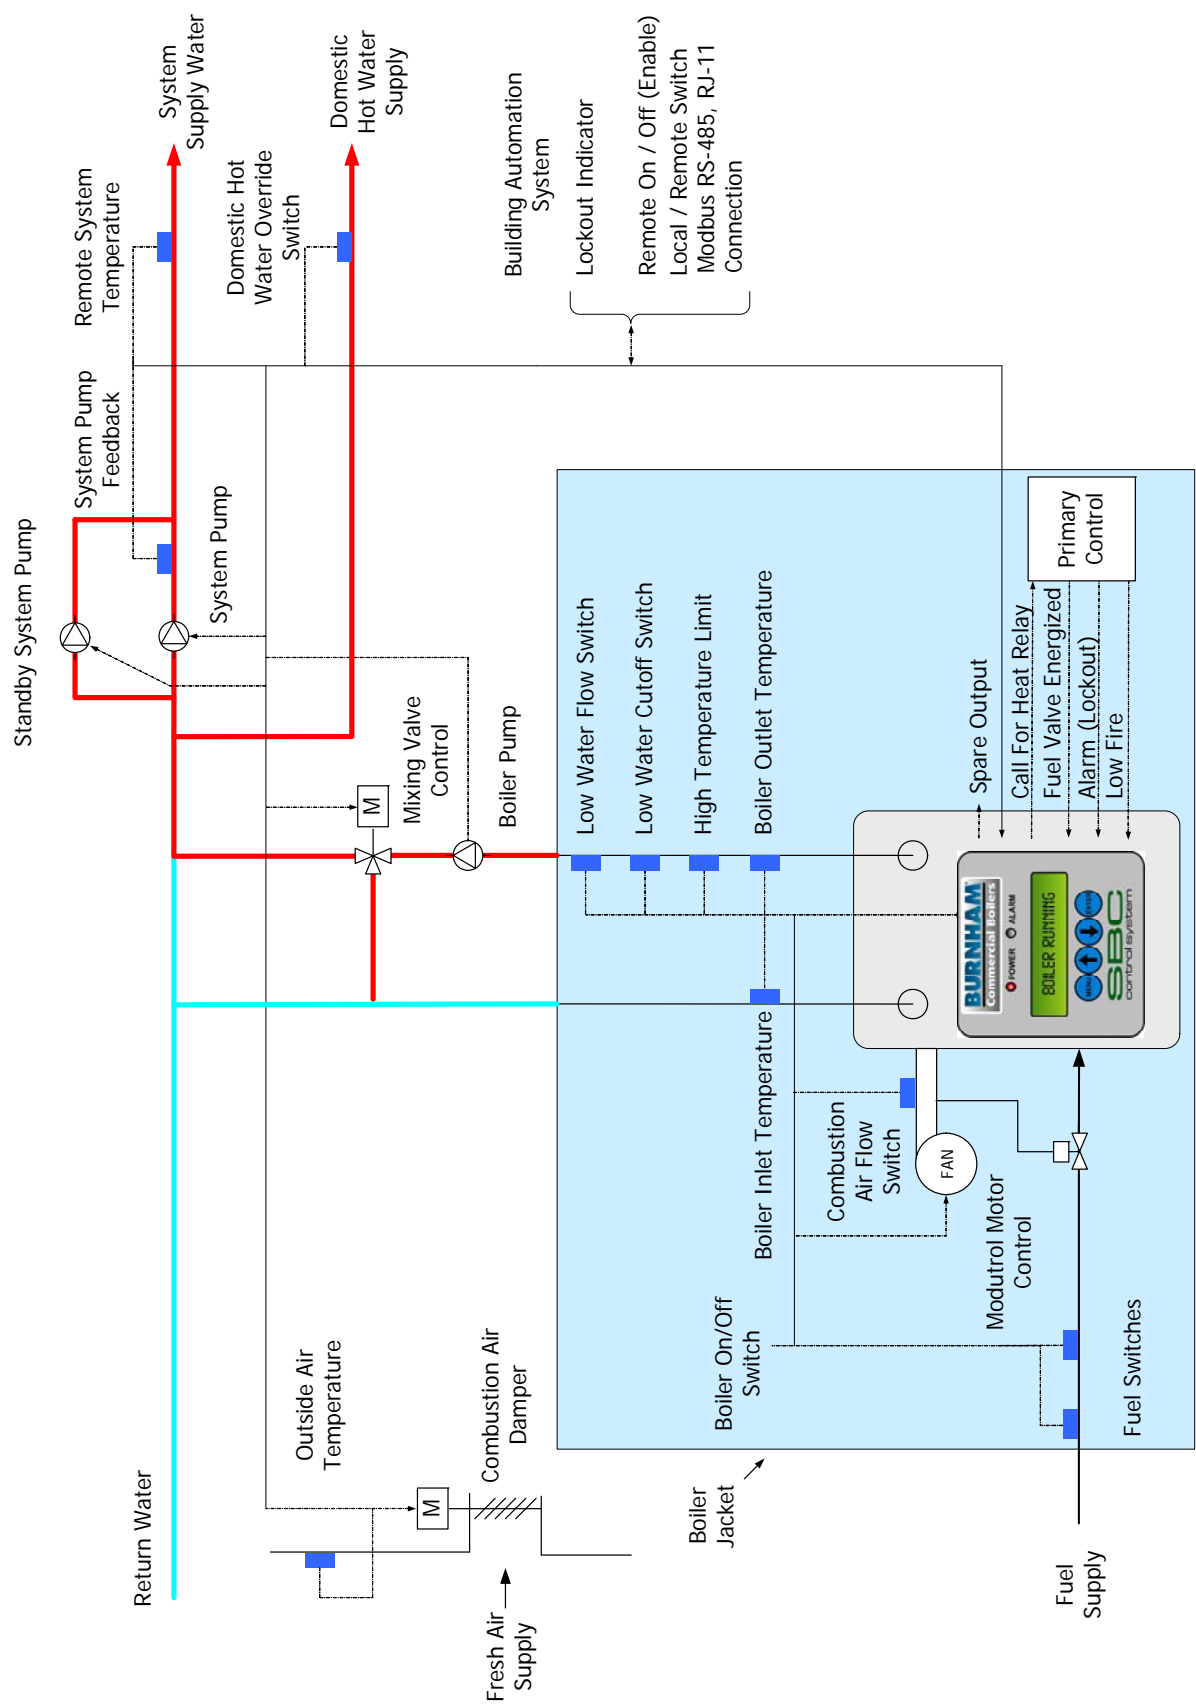 System
Supply Water
Domestic
Hot Water
Supply
Remote System
Temperature
Domestic Hot
Water Override
Switch
Building Automation
System
Lockout Indicator
Remote On / Off (Enable)
Local / Remote Switch
Modbus RS-485, RJ-11
Connection
System Pump
Feedback
Standby System Pump
System Pump
Mixing Valve
Control
M
Boiler Pump
Low Water Flow Switch
Low Water Cutoff Switch
High Temperature Limit
Boiler Outlet Temperature
Spare Output
Call For Heat Relay
Fuel Valve Energized
Alarm (Lockout)
Low Fire
Primary
Control
BURNHAM
Commercial Boilers
POWER
ALARM
BOILER RUNNING
MENU
ENTER
SBC
control system
Boiler Inlet Temperature
Combustion
Air Flow
Switch
FAN
Modutrol Motor
Control
Boiler On/Off
Switch
Fuel Switches
Outside Air
Temperature
Combustion Air
Damper
M
Return Water
Boiler
Jacket
Fresh Air
Supply
Fuel
Supply